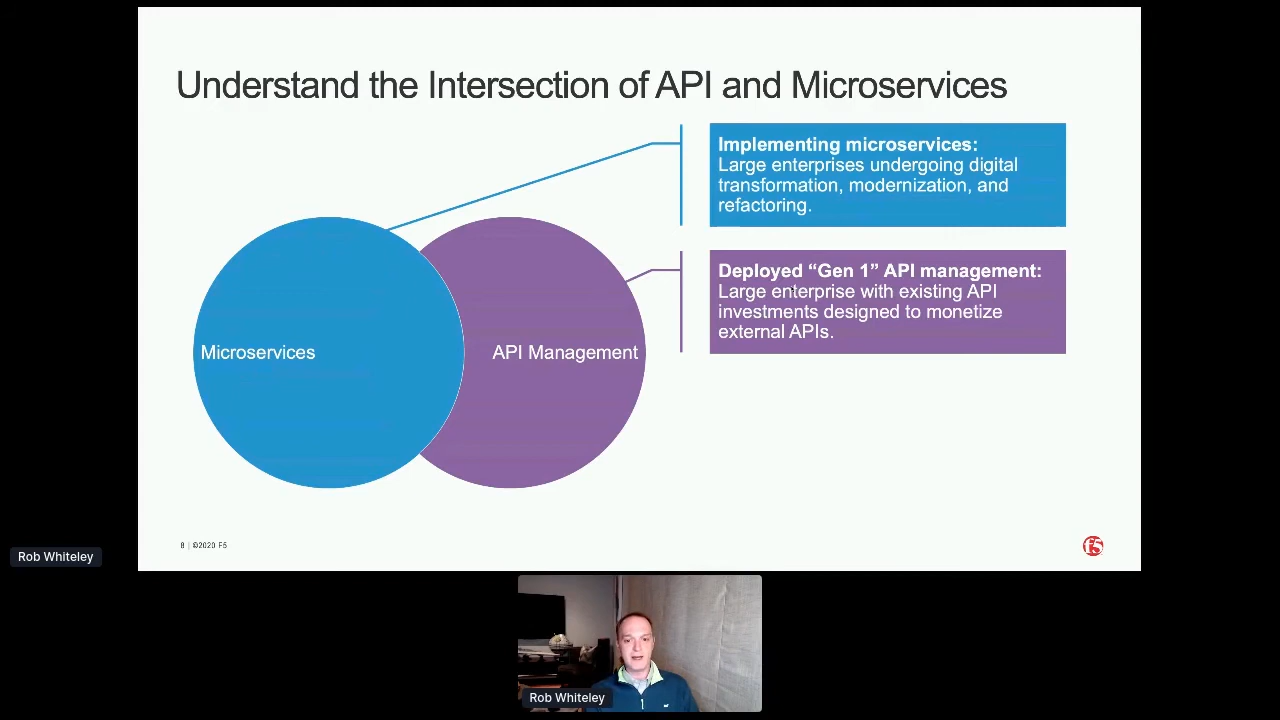 Understand the Intersection of API and Microservices
Implementing microservices:
Large enterprises undergoing digital
transformation, modernization, and
refactoring.
Deployed “Gen 1” API management:
Large enterprise with existing API
investments designed to monetize
external APIs.
Microservices
API Management
8 | ©2020 F5
f5
Rob Whiteley
Rob Whiteley